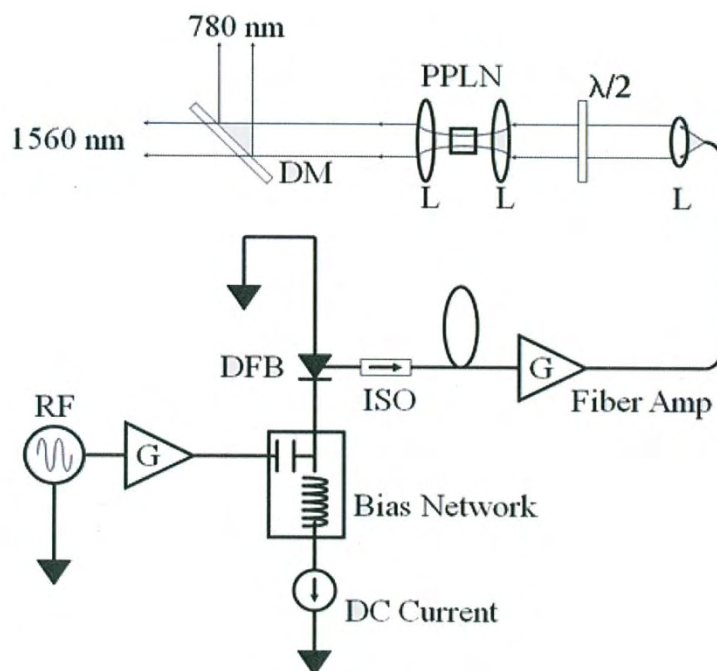 780 nm
PPLN
λ/2
1560 nm
DM
L
L
L
DFB
ISO
G
Fiber Amp
RF
G
Bias Network
DC Current